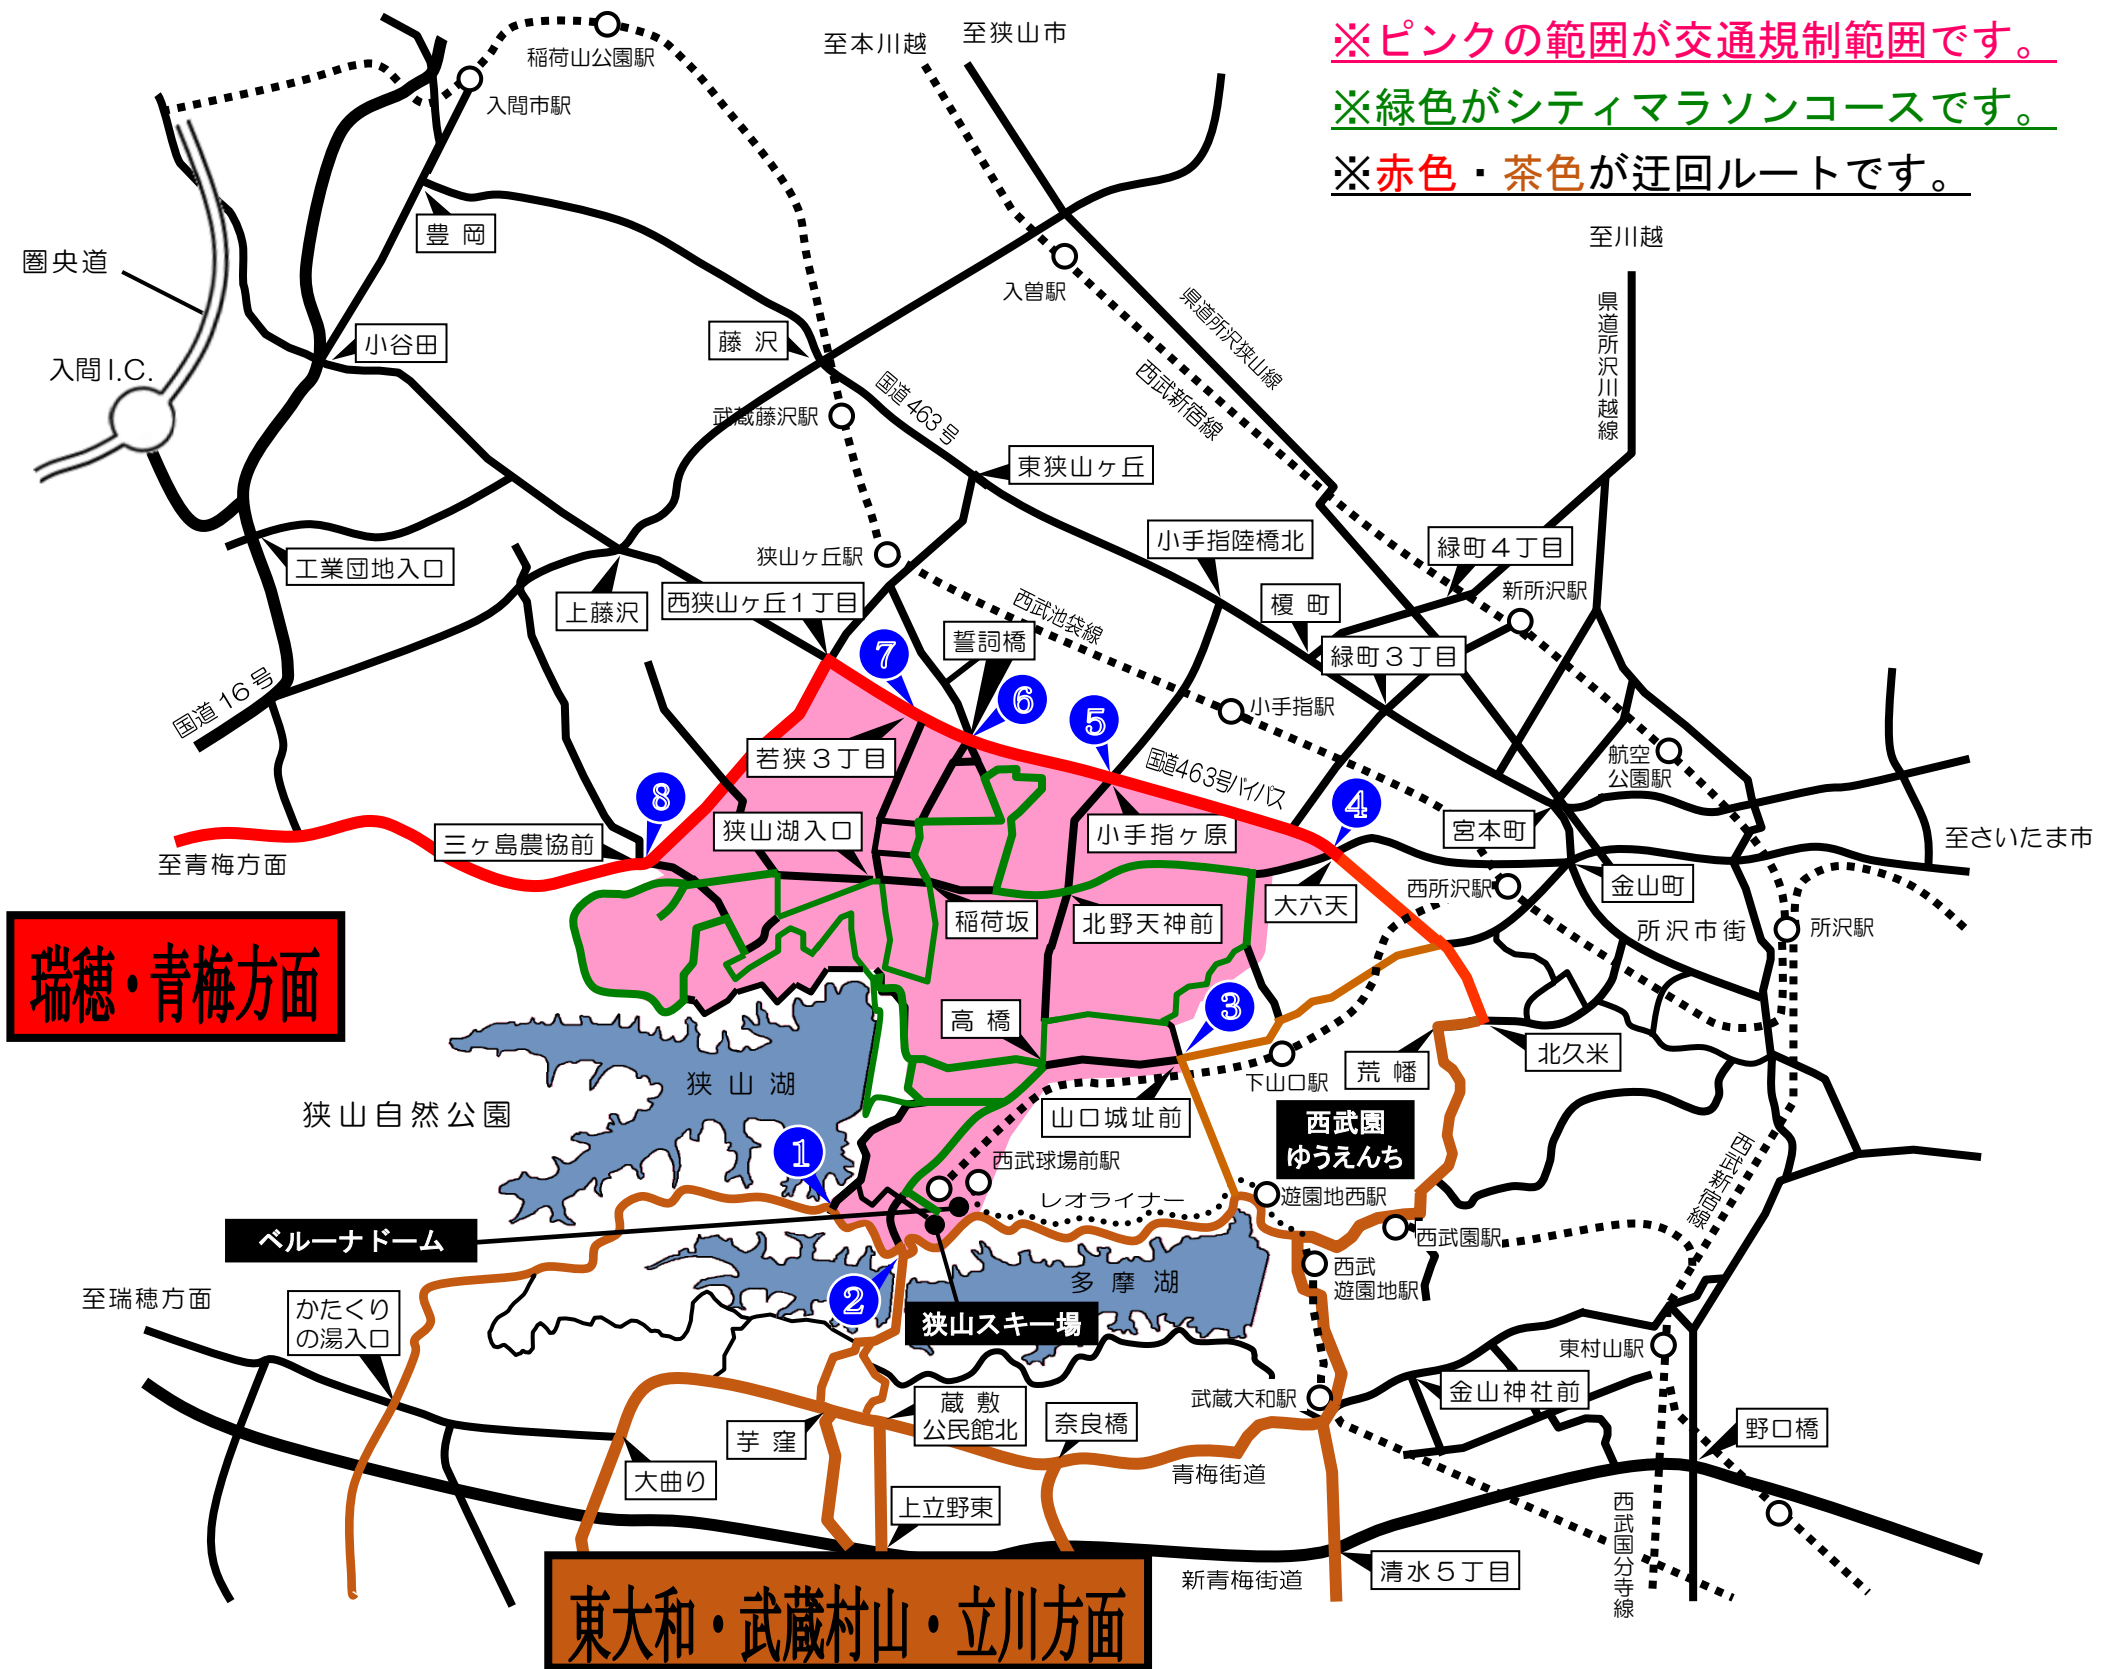 ※ピンクの範囲が交通規制範囲です。
※緑色がシティマラソンコースです。
※赤色・茶色が迂回ルートです。
稲荷山公園駅
至本川越
至狭山市
入間市駅
豊岡
至川越
圏央道
入曽駅
県道所沢狭山線
県道所沢川越線
小谷田
藤沢
入間I.C.
西武新宿線
国道463号
武蔵藤沢駅
東狭山ヶ丘
工業団地入口
狭山ヶ丘駅
小手指陸橋北
緑町4丁目
上藤沢
西狭山ヶ丘1丁目
西武池袋線
榎町
新所沢駅
誓詞橋
緑町3丁目
⑦
⑥
⑤
小手指駅
国道16号
若狭3丁目
国道463号バイパス
航空
公園駅
⑧
④
三ヶ島農協前
狭山湖入口
小手指ヶ原
宮本町
至さいたま市
至青梅方面
西所沢駅
金山町
稲荷坂
北野天神前
大六天
所沢市街
所沢駅
瑞穂・青梅方面
③
高橋
北久米
荒幡
狭山湖
下山口駅
狭山自然公園
山口城址前
西武園
ゆうえんち
①
西武球場前駅
西武新宿線
レオライナー
遊園地西駅
ベルーナドーム
西武園駅
西武
遊園地駅
多摩湖
②
至瑞穂方面
かたくり
の湯入口
狭山スキー場
東村山駅
武蔵大和駅
金山神社前
蔵敷
公民館北
奈良橋
芋窪
野口橋
大曲り
青梅街道
上立野東
西武国分寺線
新青梅街道
清水5丁目
東大和・武蔵村山・立川方面